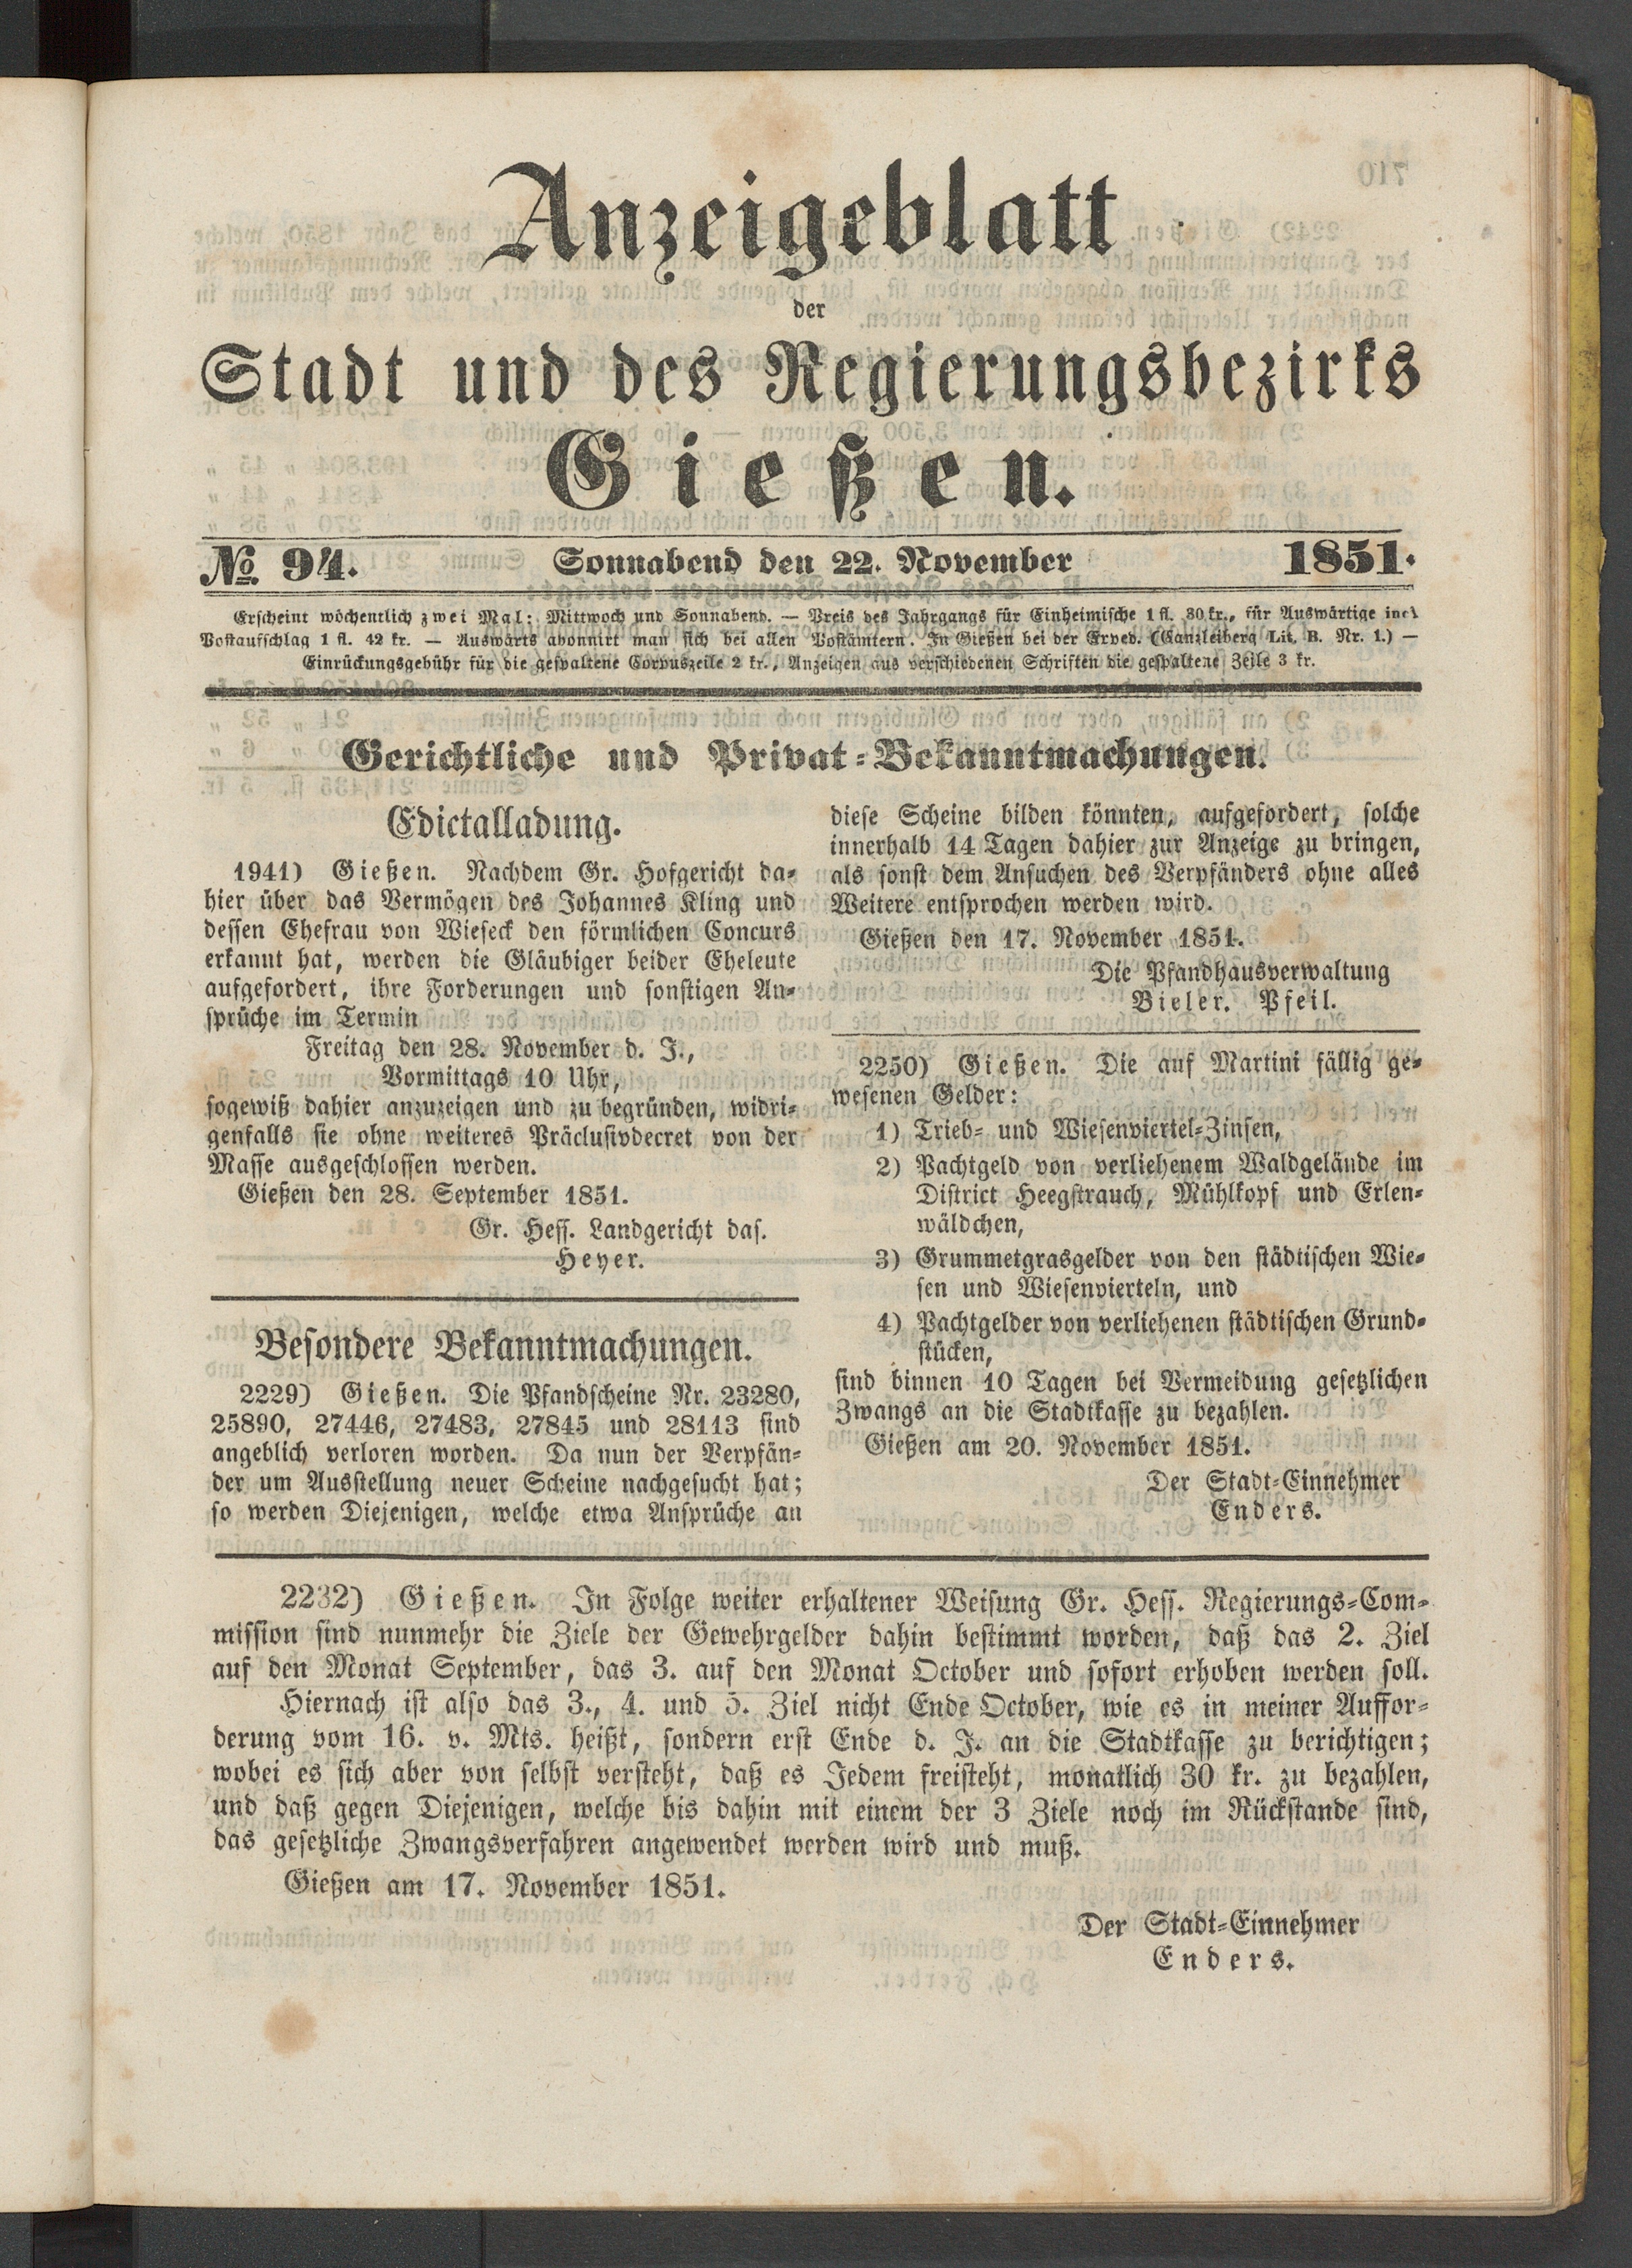 Anzeigeblatt
der
Stadt und des Regierungsbezirks
Gießen.
No. 94.
Sonnabend den 22. November
1851.
Erscheint wöchentlich zwei Mal: Mittwoch und Sonnabend. — Preis des Jahrgangs für Einheimische 1 fl. 30 kr., für Auswärtige incl
Postaufschlag 1 fl. 42 kr. — Auswärts abonnirt man sich bei allen Postämtern. In Gießen bei der Exped. (Canzleiberg Lit. B. Nr. 1.) —
Einrückungsgebühr für die gespaltene Corpuszeile 2 kr., Anzeigen aus verschiedenen Schriften die gespaltene Zeile 3 kr.
Gerichtliche und Privat-Bekanntmachungen.
Edictalladung.
1941) Gießen. Nachdem Gr. Hofgericht da-
hier über das Vermögen des Johannes Kling und
dessen Ehefrau von Wieseck den förmlichen Concurs
erkannt hat, werden die Gläubiger beider Eheleute
aufgefordert, ihre Forderungen und sonstigen An-
sprüche im Termin
Freitag den 28. November d. J.,
Vormittags 10 Uhr,
sogewiß dahier anzuzeigen und zu begründen, widri-
genfalls sie ohne weiteres Präclusivdecret von der
Masse ausgeschlossen werden.
Gießen den 28. September 1851.
Gr. Hess. Landgericht das.
Heyer.
Besondere Bekanntmachungen.
2229) Gießen. Die Pfandscheine Nr. 23280,
25890, 27446, 27483, 27845 und 28113 sind
angeblich verloren worden. Da nun der Verpfän-
der um Ausstellung neuer Scheine nachgesucht hat;
so werden Diejenigen, welche etwa Ansprüche an
diese Scheine bilden könnten, aufgefordert, solche
innerhalb 14 Tagen dahier zur Anzeige zu bringen,
als sonst dem Ansuchen des Verpfänders ohne alles
Weitere entsprochen werden wird.
Gießen den 17. November 1851.
Die Pfandhausverwaltung
Bieler. Pfeil.
2250) Gießen. Die auf Martini fällig ge-
wesenen Gelder:
1) Trieb- und Wiesenviertel-Zinsen,
2) Pachtgeld von verliehenem Waldgelände im
District Heegstrauch, Mühlkopf und Erlen-
wäldchen,
3) Grummetgrasgelder von den städtischen Wie-
sen und Wiesenvierteln, und
4) Pachtgelder von verliehenen städtischen Grund-
stücken,
sind binnen 10 Tagen bei Vermeidung gesetzlichen
Zwangs an die Stadtkasse zu bezahlen.
Gießen am 20. November 1851.
Der Stadt-Einnehmer
Enders.
2232) Gießen. In Folge weiter erhaltener Weisung Gr. Hess. Regierungs-Com-
mission sind nunmehr die Ziele der Gewehrgelder dahin bestimmt worden, daß das 2. Ziel
auf den Monat September, das 3. auf den Monat October und sofort erhoben werden soll.
Hiernach ist also das 3., 4. und 5. Ziel nicht Ende October, wie es in meiner Auffor-
derung vom 16. v. Mts. heißt, sondern erst Ende d. J. an die Stadtkasse zu berichtigen;
wobei es sich aber von selbst versteht, daß es Jedem freisteht, monatlich 30 kr. zu bezahlen,
und daß gegen Diejenigen, welche bis dahin mit einem der 3 Ziele noch im Rückstande sind,
das gesetzliche Zwangsverfahren angewendet werden wird und muß.
Gießen am 17. November 1851.
Der Stadt-Einnehmer
Enders.